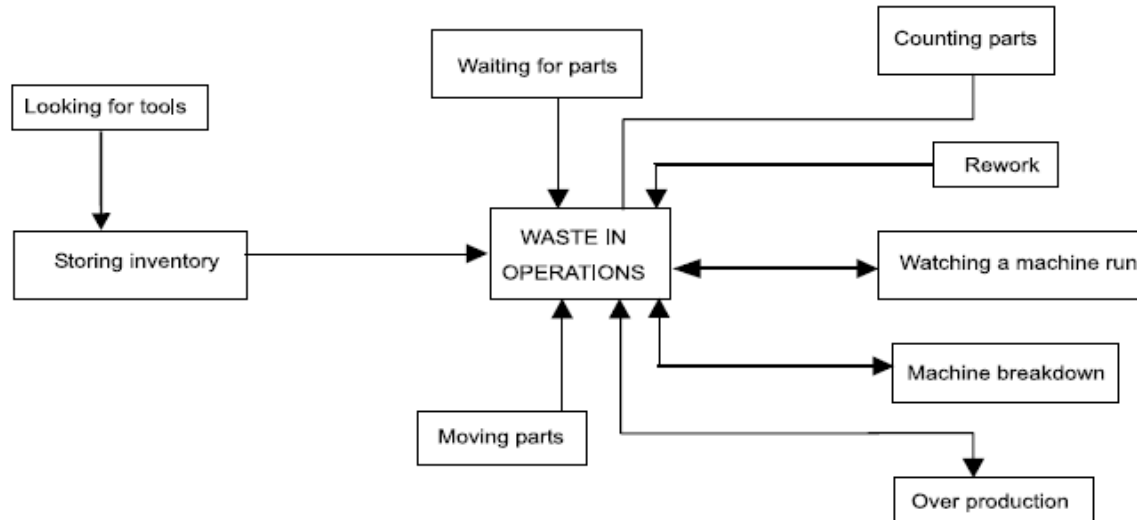 Counting parts
Waiting for parts
Looking for tools
Rework
WASTE IN
OPERATIONS
Storing inventory
Watching a machine run
Machine breakdown
Moving parts
Over production